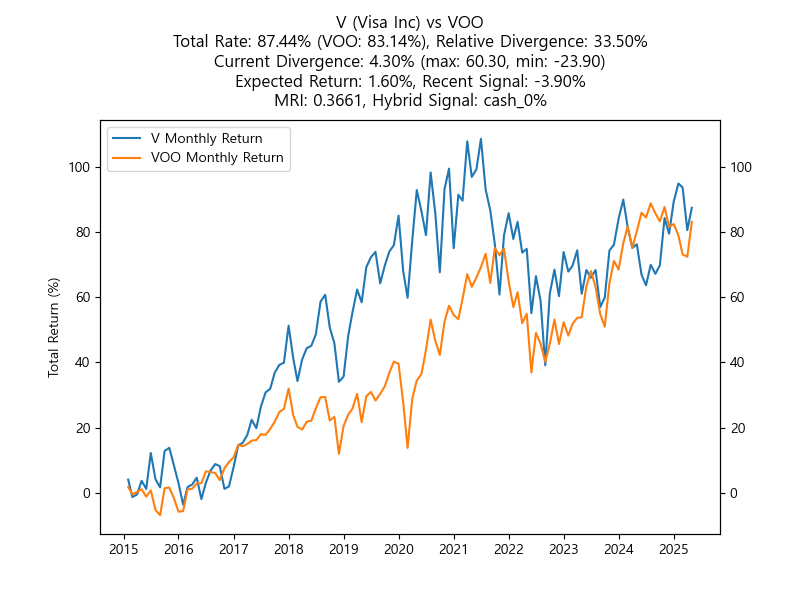 V (Visa Inc) vs VOO
Total Rate: 87.44% (VOO: 83.14%), Relative Divergence: 33.50%
Current Divergence: 4.30% (max: 60.30, min: -23.90)
Expected Return: 1.60%, Recent Signal: -3.90%
MRI: 0.3661, Hybrid Signal: cash_0%
V Monthly Return
VOO Monthly Return
Total Return (%)
100
80
60
40
20
0
100
80
60
40
20
0
2015 2016 2017 2018 2019 2020 2021 2022 2023 2024 2025